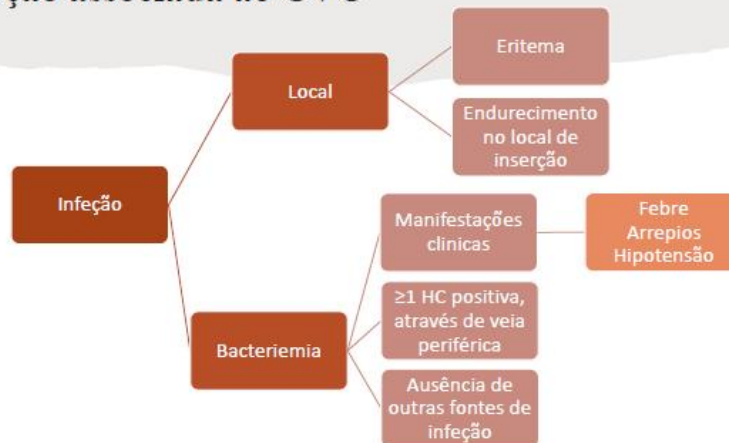 Local
Eritema
Endurecimento
no local de
inserção
Infeção
Manifestações
clinicas
Febre
Arrepios
Hipotensão
Bacteriemia
≥1 HC positiva,
através de veia
periférica
Ausência de
outras fontes de
infeção